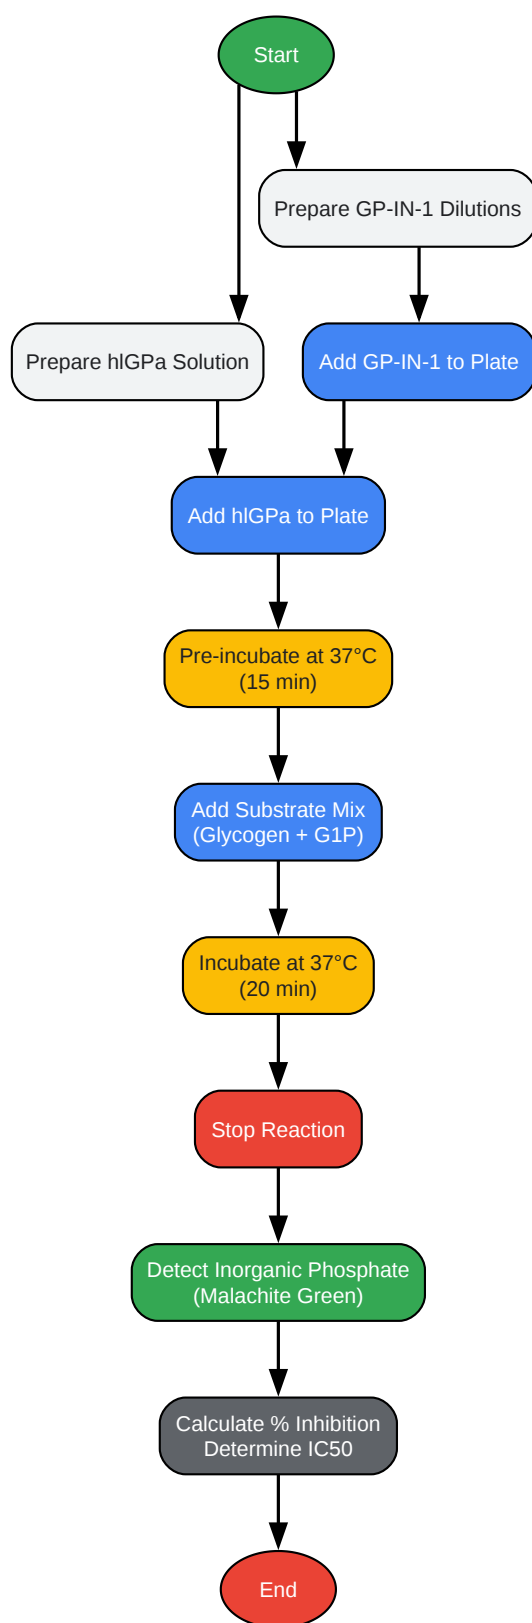 Start
Prepare GP-IN-1 Dilutions
Prepare hlGPa Solution
Add GP-IN-1 to Plate
Add hlGPa to Plate
Pre-incubate at 37°C
(15 min)
Add Substrate Mix
(Glycogen + G1P)
Incubate at 37°C
(20 min)
Stop Reaction
Detect Inorganic Phosphate
(Malachite Green)
Calculate % Inhibition
Determine IC50
End